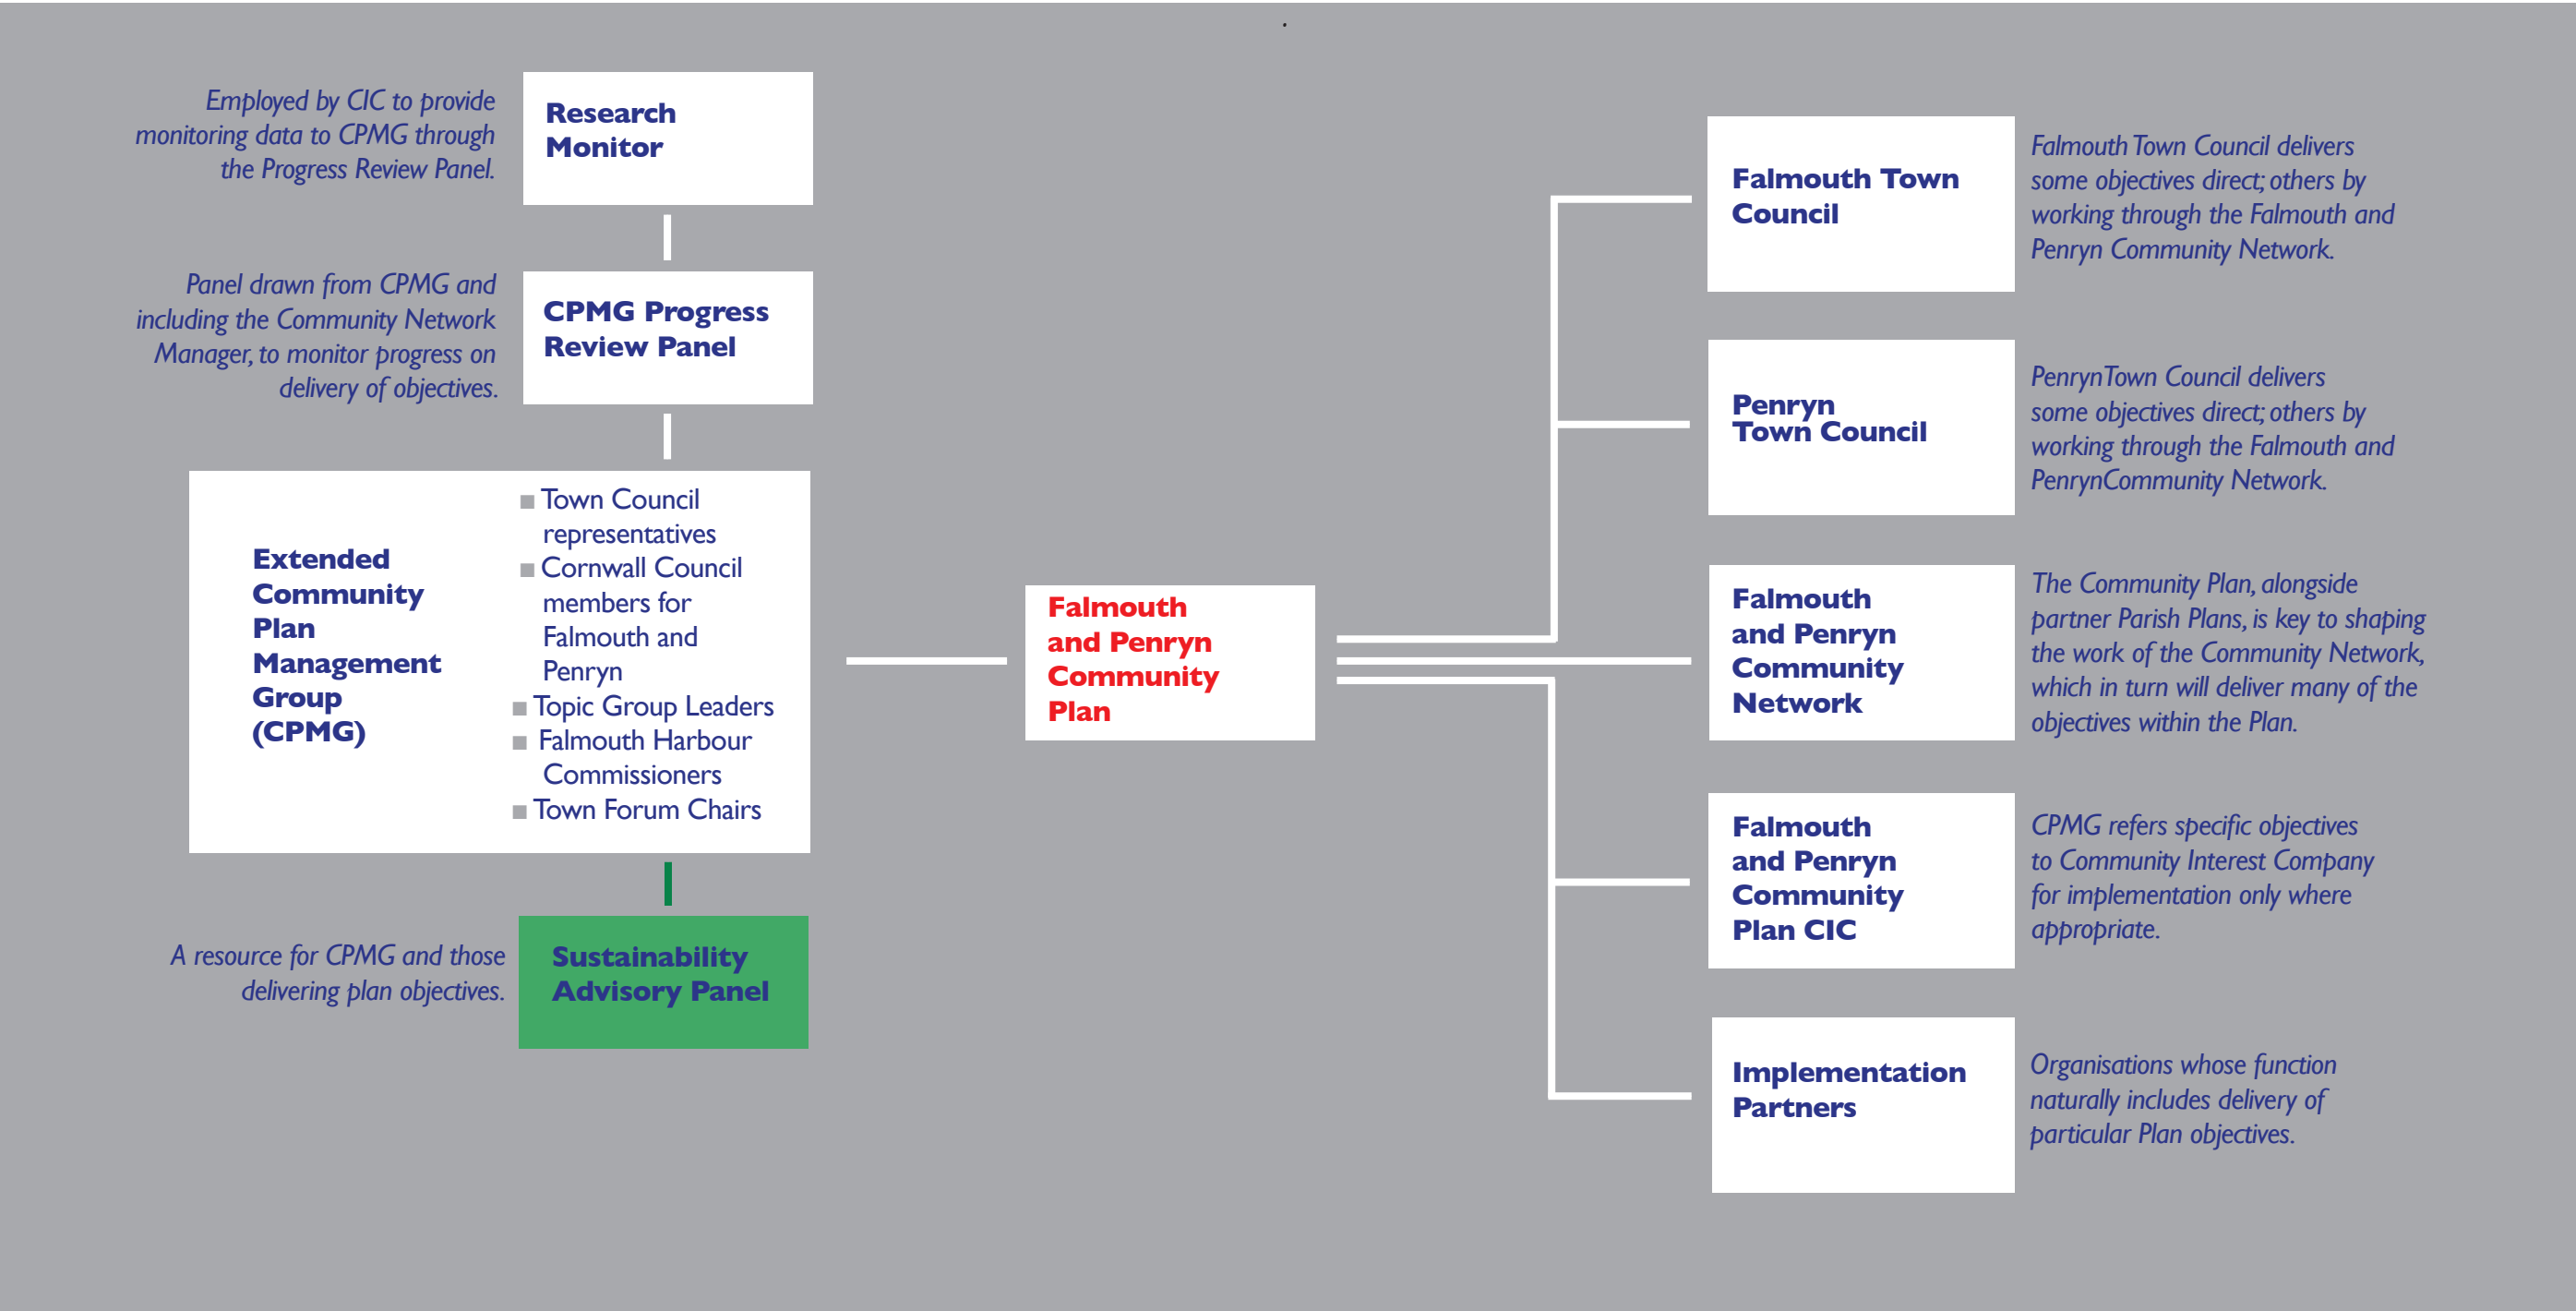 Employed by CIC to provide
monitoring data to CPMG through
the Progress Review Panel.
Research
Monitor
Panel drawn from CPMG and
including the Community Network
Manager, to monitor progress on
delivery of objectives.
CPMG Progress
Review Panel
Extended
Community
Plan
Management
Group
(CPMG)
■ Town Council
representatives
■ Cornwall Council
members for
Falmouth and
Penryn
■ Topic Group Leaders
■ Falmouth Harbour
Commissioners
■ Town Forum Chairs
A resource for CPMG and those
delivering plan objectives.
Sustainability
Advisory Panel
Falmouth
and Penryn
Community
Plan
Falmouth Town
Council
Falmouth Town Council delivers
some objectives direct; others by
working through the Falmouth and
Penryn Community Network.
Penryn
Town Council
PenrynTown Council delivers
some objectives direct; others by
working through the Falmouth and
PenrynCommunity Network.
Falmouth
and Penryn
Community
Network
The Community Plan, alongside
partner Parish Plans, is key to shaping
the work of the Community Network,
which in turn will deliver many of the
objectives within the Plan.
Falmouth
and Penryn
Community
Plan CIC
CPMG refers specific objectives
to Community Interest Company
for implementation only where
appropriate.
Implementation
Partners
Organisations whose function
naturally includes delivery of
particular Plan objectives.